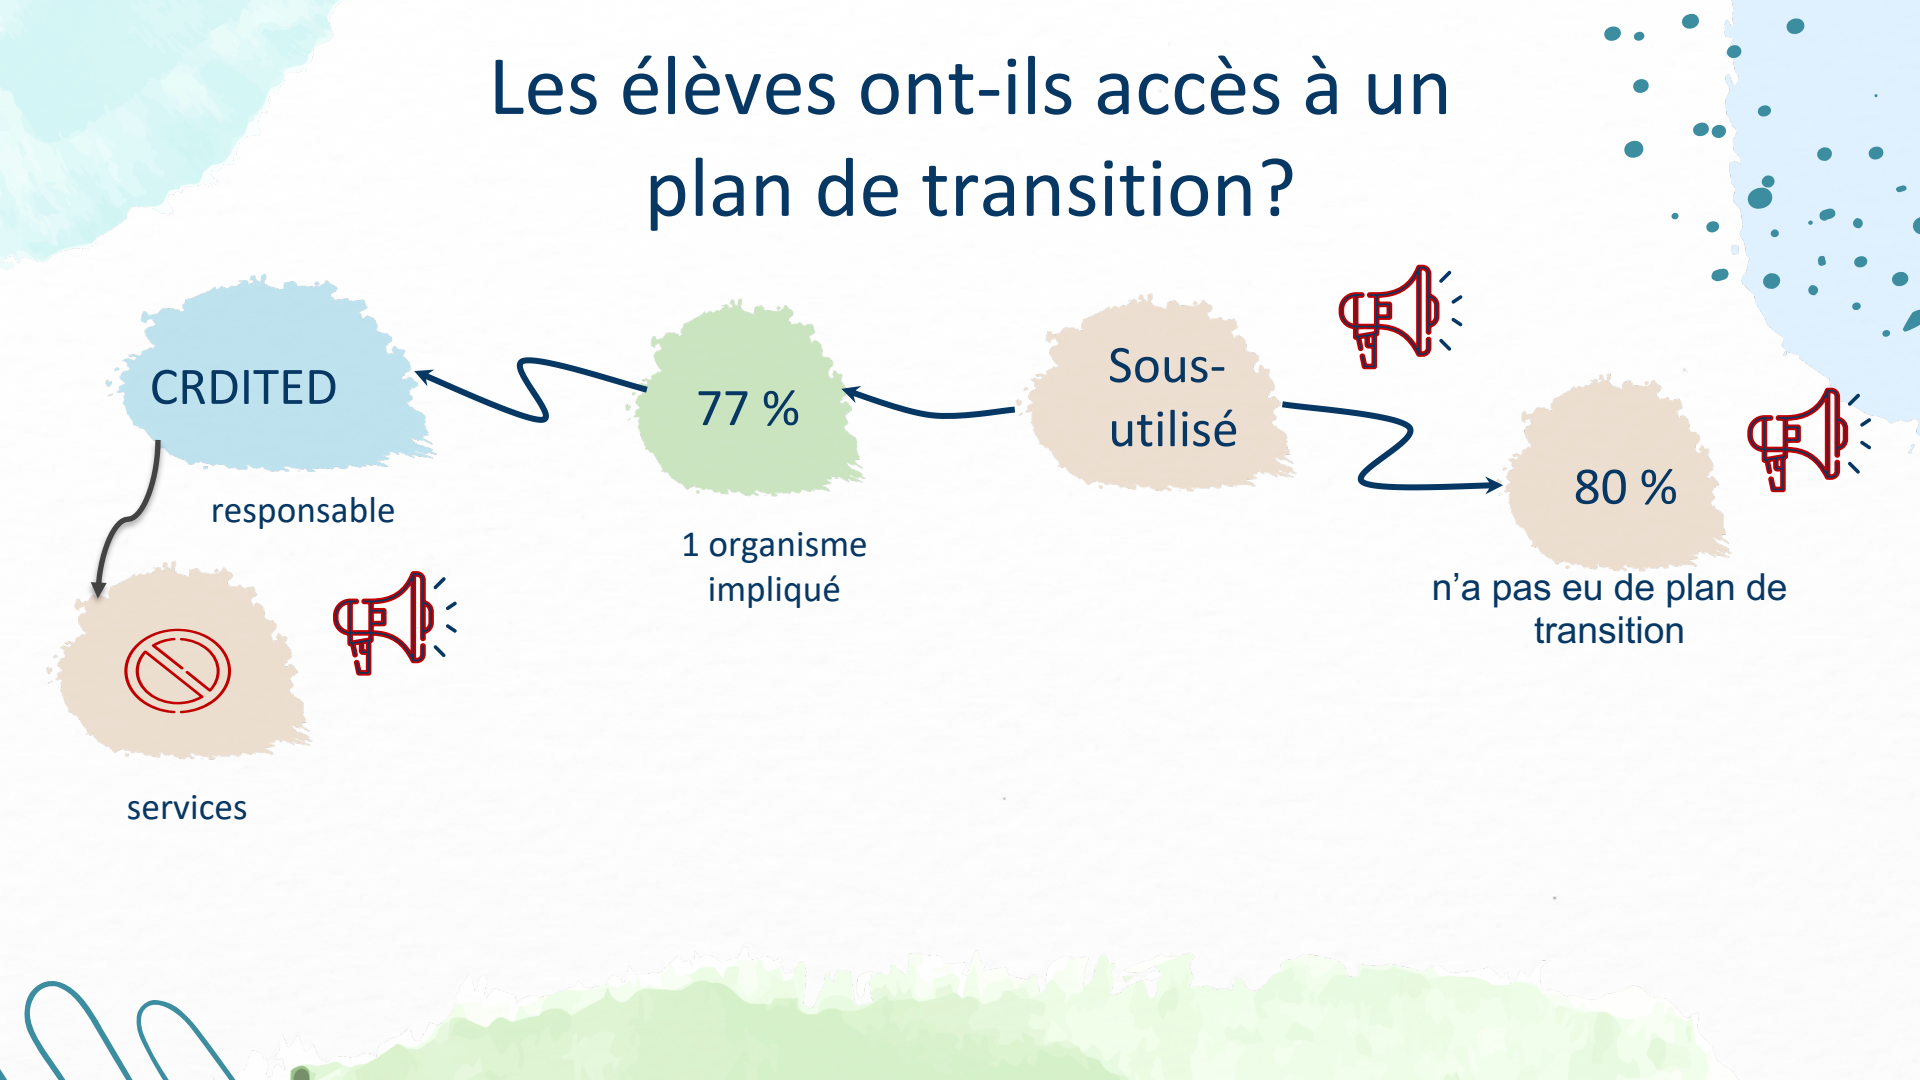 Les élèves ont-ils accès à un
plan de transition?
CRDITED
responsable
services
77 %
1 organisme
impliqué
Sous-
utilisé
80 %
n’a pas eu de plan de
transition